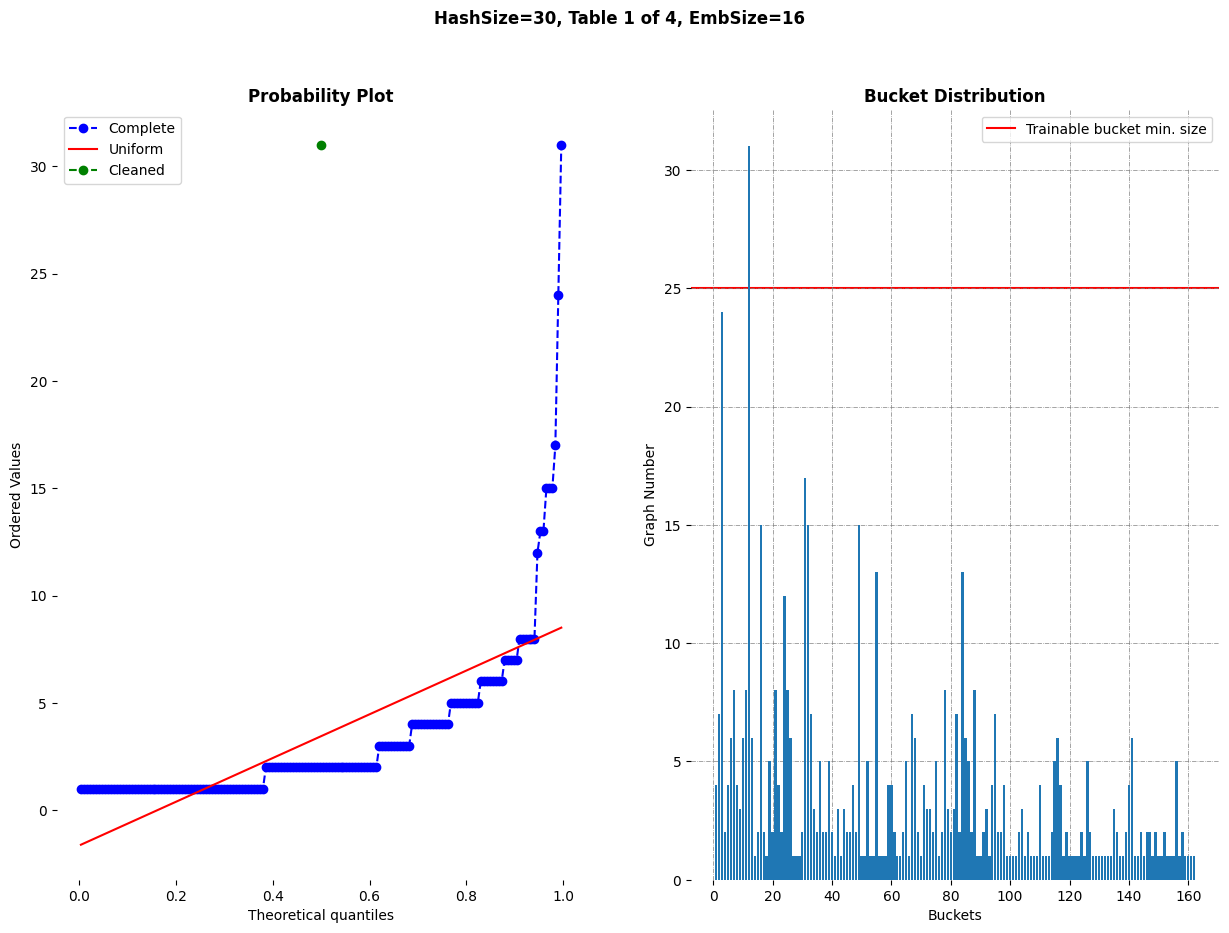 HashSize=30, Table 1 of 4, EmbSize=16
Probability Plot
Complete
Uniform
Cleaned
30
25
20
15
10
5
0
Ordered Values
0.0 0.2 0.4 0.6 0.8 1.0
Theoretical quantiles
Bucket Distribution
Trainable bucket min. size
30
25
20
15
10
5
0
Graph Number
0 20 40 60 80 100 120 140 160
Buckets